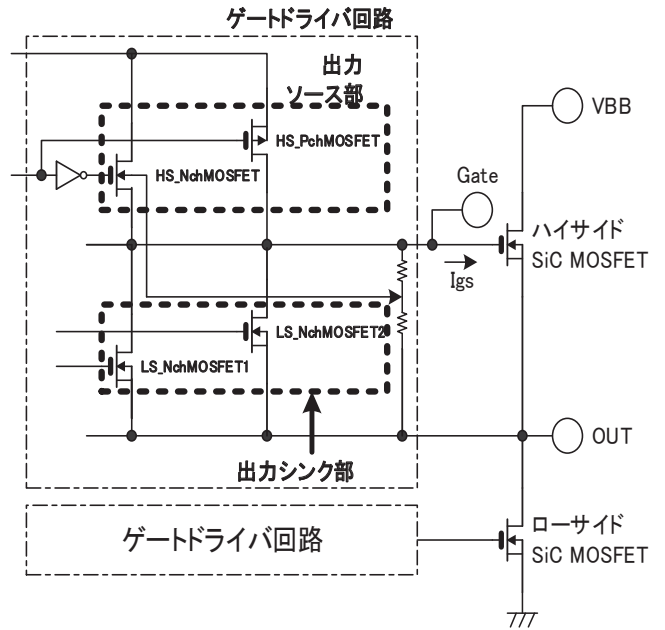 ゲートドライバ回路
出力
ソース部
HS_PchMOSFET
HS_NchMOSFET
VBB
Gate
ハイサイド
SiC MOSFET
Igs
LS_NchMOSFET2
LS_NchMOSFET1
OUT
出力シンク部
ゲートドライバ回路
ローサイド
SiC MOSFET